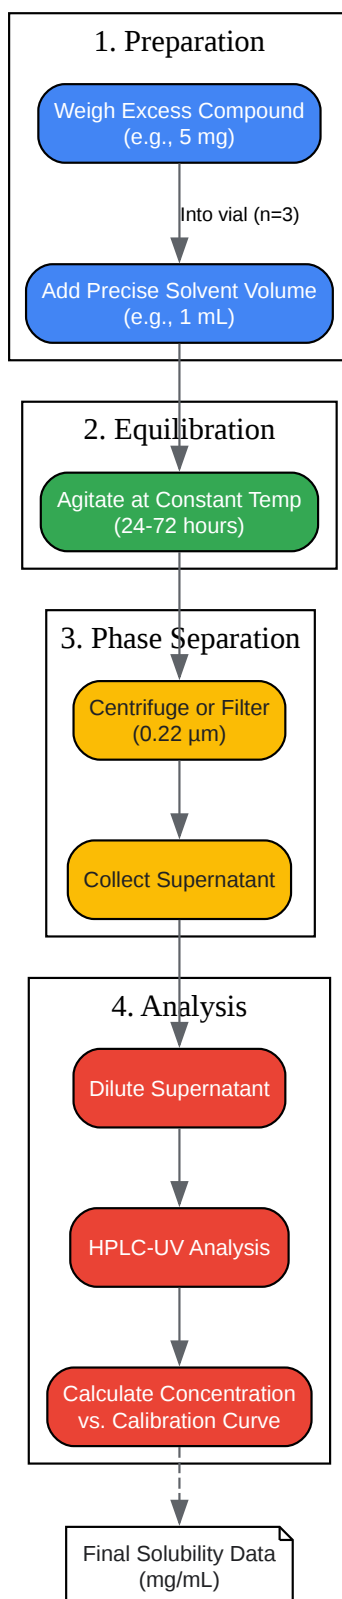 1. Preparation
Weigh Excess Compound
(e.g., 5 mg)
Into vial (n=3)
Add Precise Solvent Volume
(e.g., 1 mL)
2. Equilibration
Agitate at Constant Temp
(24-72 hours)
3. Phase Separation
Centrifuge or Filter
(0.22 µm)
Collect Supernatant
4. Analysis
Dilute Supernatant
HPLC-UV Analysis
Calculate Concentration
vs. Calibration Curve
Final Solubility Data
(mg/mL)